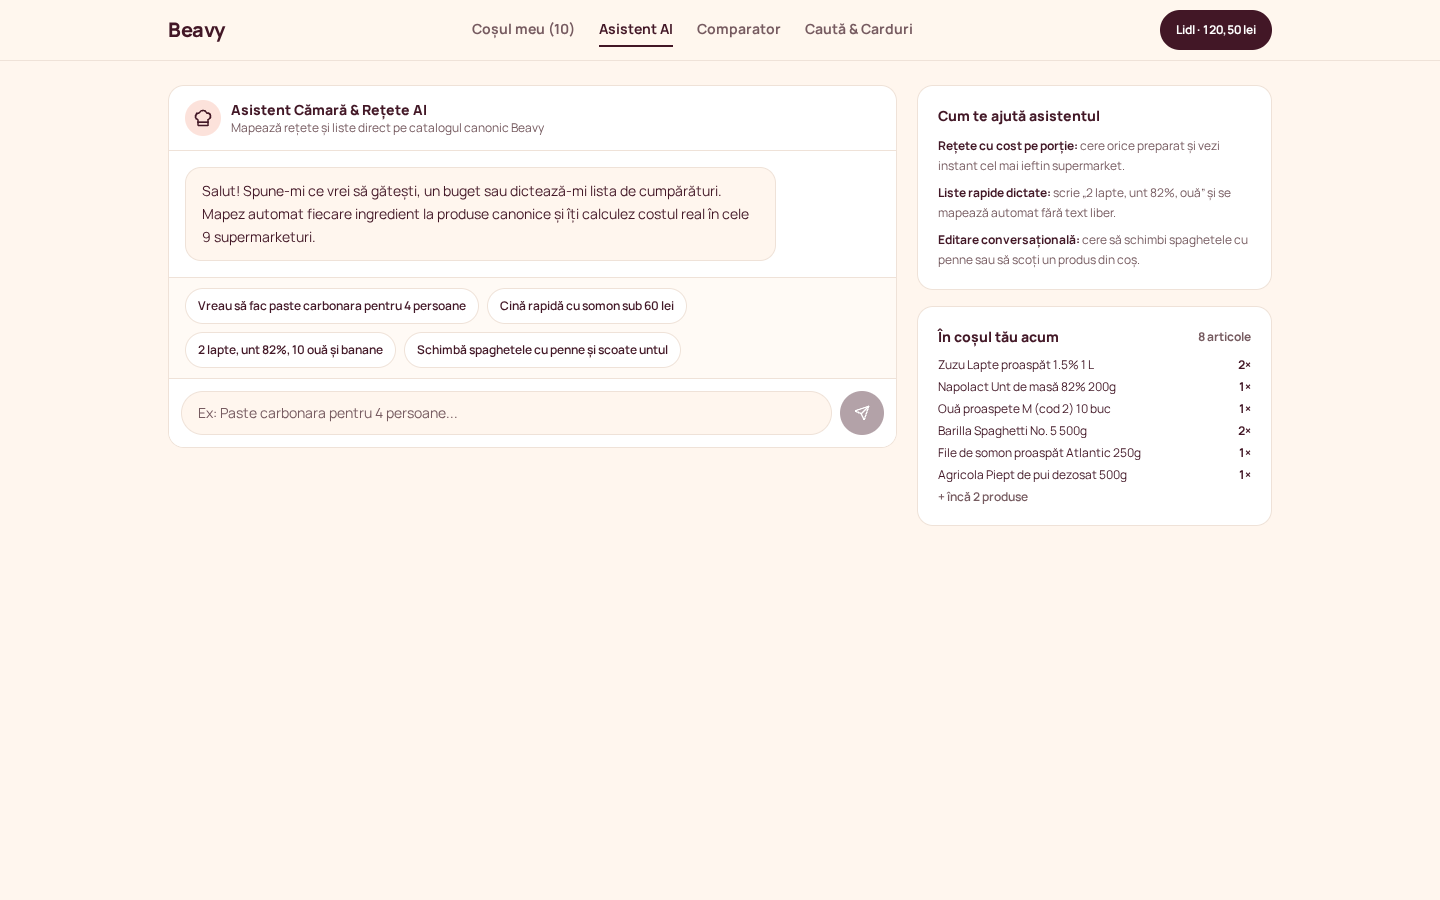 Beavy
Coșul meu (10)
Asistent AI
Comparator
Caută & Carduri
Lidl · 120,50 lei
Asistent Cămară & Rețete AI
Mapează rețete și liste direct pe catalogul canonic Beavy
Salut! Spune-mi ce vrei să gătești, un buget sau dictează-mi lista de cumpărături.
Mapez automat fiecare ingredient la produse canonice și îți calculez costul real în cele
9 supermarketuri.
Vreau să fac paste carbonara pentru 4 persoane
Cină rapidă cu somon sub 60 lei
2 lapte, unt 82%, 10 ouă și banane
Schimbă spaghetele cu penne și scoate untul
Ex: Paste carbonara pentru 4 persoane...
Cum te ajută asistentul
Rețete cu cost pe porție: cere orice preparat și vezi
instant cel mai ieftin supermarket.
Liste rapide dictate: scrie „2 lapte, unt 82%, ouă” și se
mapează automat fără text liber.
Editare conversațională: cere să schimbi spaghetele cu
penne sau să scoți un produs din coș.
În coșul tău acum
8 articole
Zuzu Lapte proaspăt 1.5% 1 L 2×
Napolact Unt de masă 82% 200g 1×
Ouă proaspete M (cod 2) 10 buc 1×
Barilla Spaghetti No. 5 500g 2×
File de somon proaspăt Atlantic 250g 1×
Agricola Piept de pui dezosat 500g 1×
+ încă 2 produse